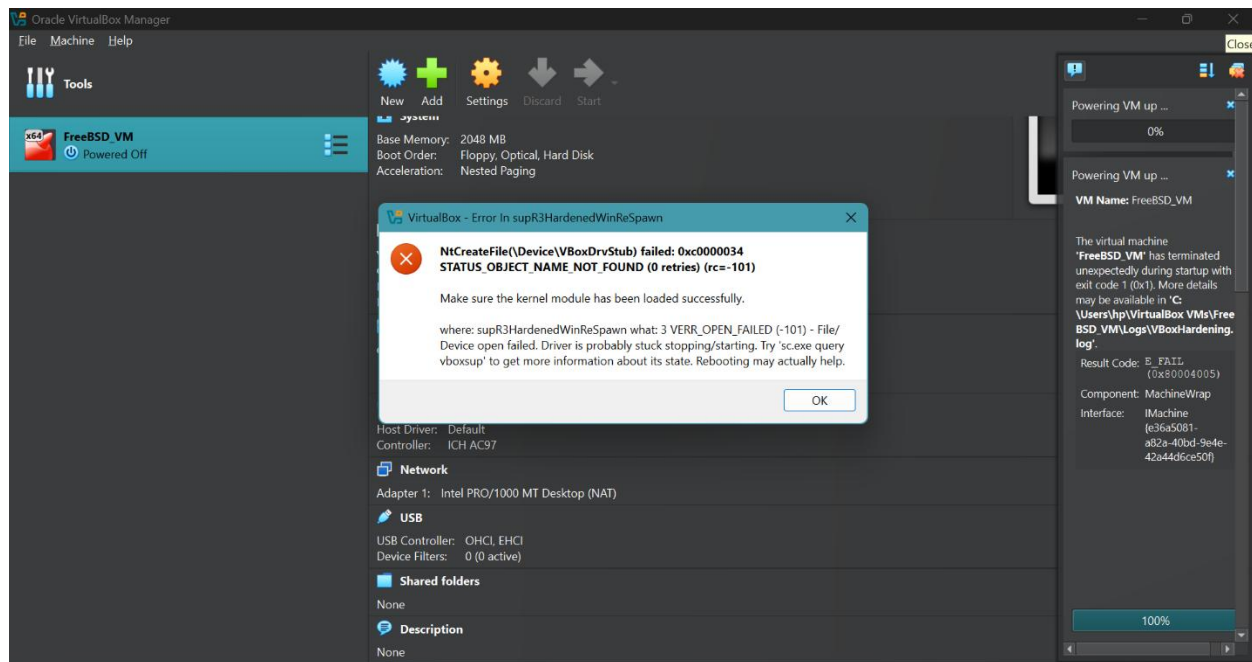 Oracle VirtualBox Manager
File Machine Help
Close
Tools
New Add Settings Discard Start
FreeBSD_VM
Powered Off
x64
System
Base Memory: 2048 MB
Boot Order: Floppy, Optical, Hard Disk
Acceleration: Nested Paging
VirtualBox - Error In supR3HardenedWinReSpawn
NtCreateFile(\Device\VBoxDrvStub) failed: 0xc0000034
STATUS_OBJECT_NAME_NOT_FOUND (0 retries) (rc=-101)
Make sure the kernel module has been loaded successfully.
where: supR3HardenedWinReSpawn what: 3 VERR_OPEN_FAILED (-101) - File/
Device open failed. Driver is probably stuck stopping/starting. Try 'sc.exe query
vboxsup' to get more information about its state. Rebooting may actually help.
OK
Host Driver: Default
Controller: ICH AC97
Network
Adapter 1: Intel PRO/1000 MT Desktop (NAT)
USB
USB Controller: OHCI, EHCI
Device Filters: 0 (0 active)
Shared folders
None
Description
None
Powering VM up ...
0%
Powering VM up ...
VM Name: FreeBSD_VM
The virtual machine
'FreeBSD_VM' has terminated
unexpectedly during startup with
exit code 1 (0x1). More details
may be available in 'C:
\Users\hp\VirtualBox VMs\Free
BSD_VM\Logs\VBoxHardening.
log'.
Result Code: E_FAIL
(0x80004005)
Component: MachineWrap
Interface: IMachine
{e36a5081-
a82a-40bd-9e4e-
42a44d6ce50f}
100%